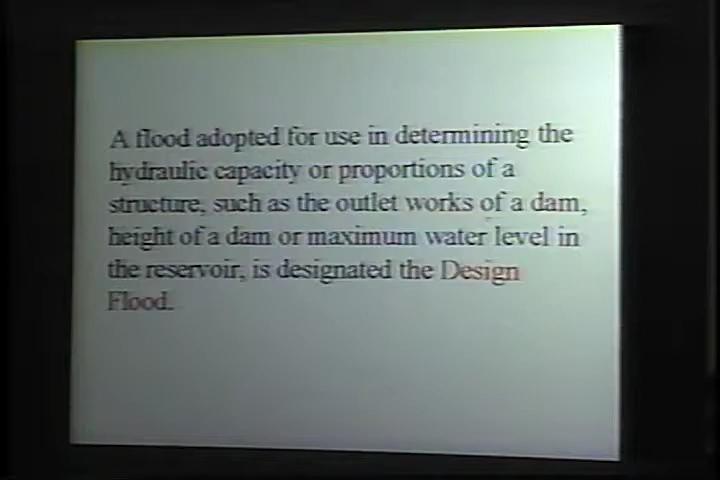 A flood adopted for use in determining the
hydraulic capacity or proportions of a
structure, such as the outlet works of a dam,
height of a dam or maximum water level in
the reservoir, is designated the Design
Flood.